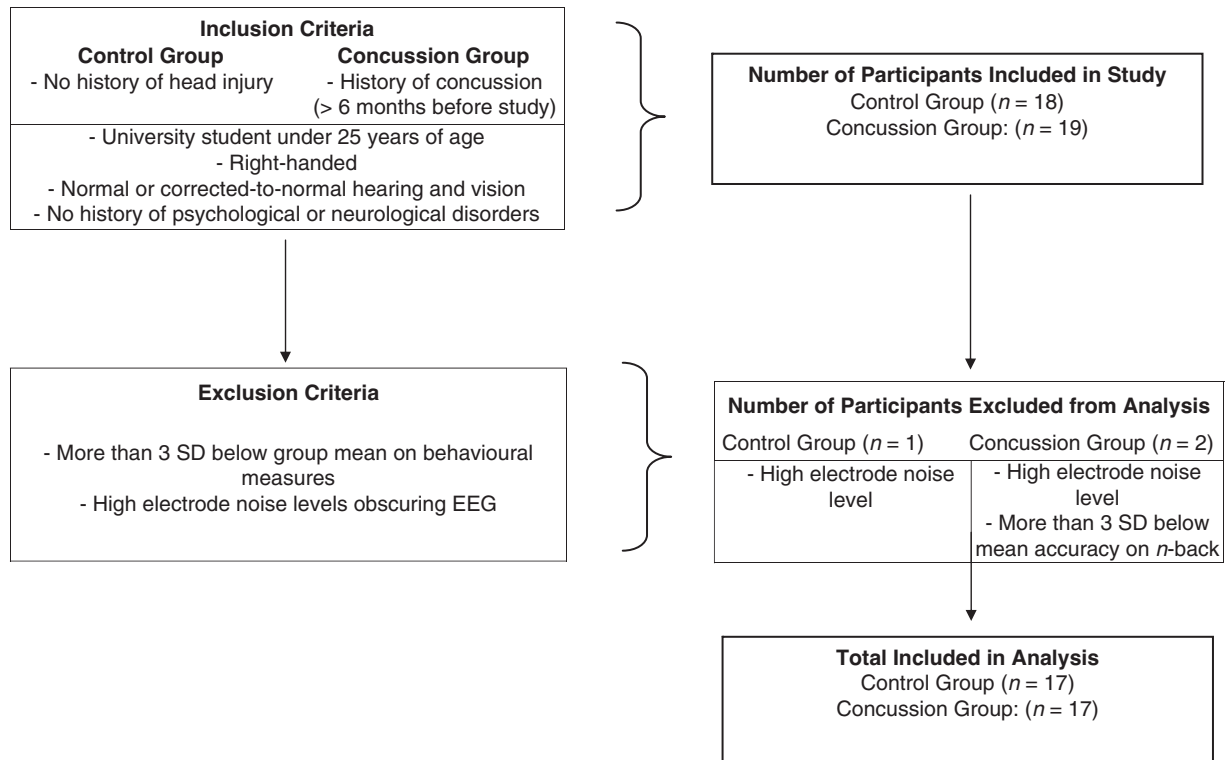 Inclusion Criteria
Control Group Concussion Group
- No history of head injury - History of concussion
(> 6 months before study)
- University student under 25 years of age
- Right-handed
- Normal or corrected-to-normal hearing and vision
- No history of psychological or neurological disorders
Number of Participants Included in Study
Control Group (n = 18)
Concussion Group: (n = 19)
Exclusion Criteria
- More than 3 SD below group mean on behavioural
measures
- High electrode noise levels obscuring EEG
Number of Participants Excluded from Analysis
Control Group (n = 1) Concussion Group (n = 2)
- High electrode noise
level
- High electrode noise
level
- More than 3 SD below
mean accuracy on n-back
Total Included in Analysis
Control Group (n = 17)
Concussion Group: (n = 17)